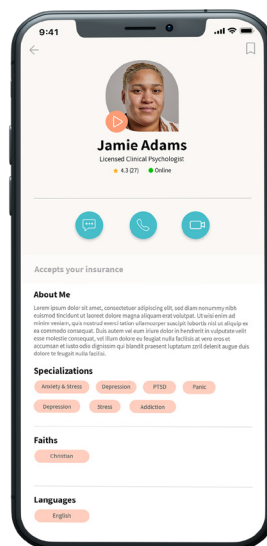 9:41
Jamie Adams
Licensed Clinical Psychologist
4.3 (27) Online
Accepts your insurance
About Me
Lorem ipsum dolor sit amet, consectetuer adipiscing elit, sed diam nonummy nibh
euismod tincidunt ut laoreet dolore magna aliquam erat volutpat. Ut wisi enim ad
minim veniam, quis nostrud exerci tation ullamcorper suscipit lobortis nisl ut aliquip ex
ea commodo consequat. Duis autem vel eum iriure dolor in hendrerit in vulputate velit
esse molestie consequat, vel illum dolore eu feugiat nulla facilisis at vero eros et
accumsan et iusto odio dignissim qui blandit praesent luptatum zzril delenit augue duis
dolore te feugait nulla facilisi.
Specializations
Anxiety & Stress Depression PTSD Panic
Depression Stress Addiction
Faiths
Christian
Languages
English